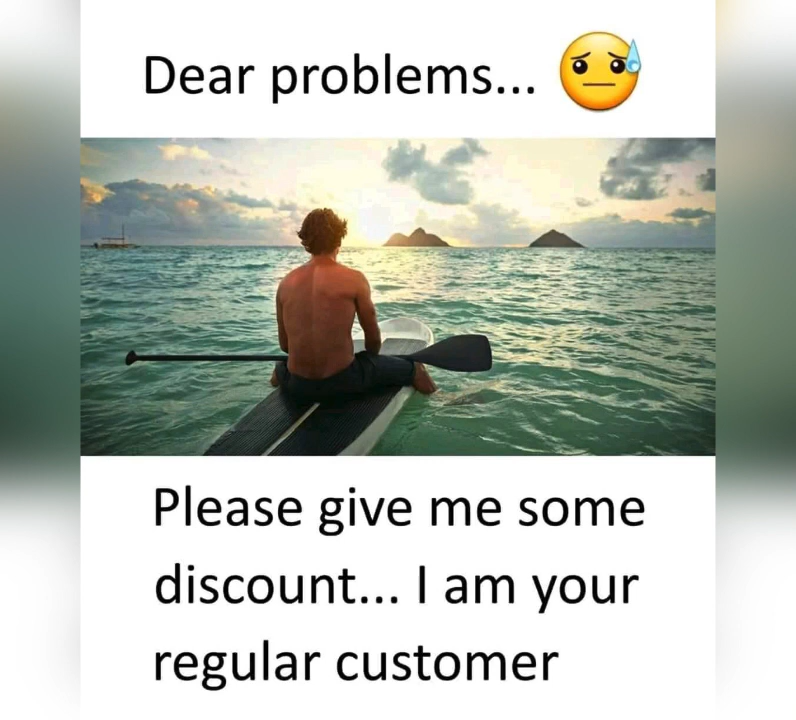 Dear problems... 😓
Please give me some
discount... I am your
regular customer